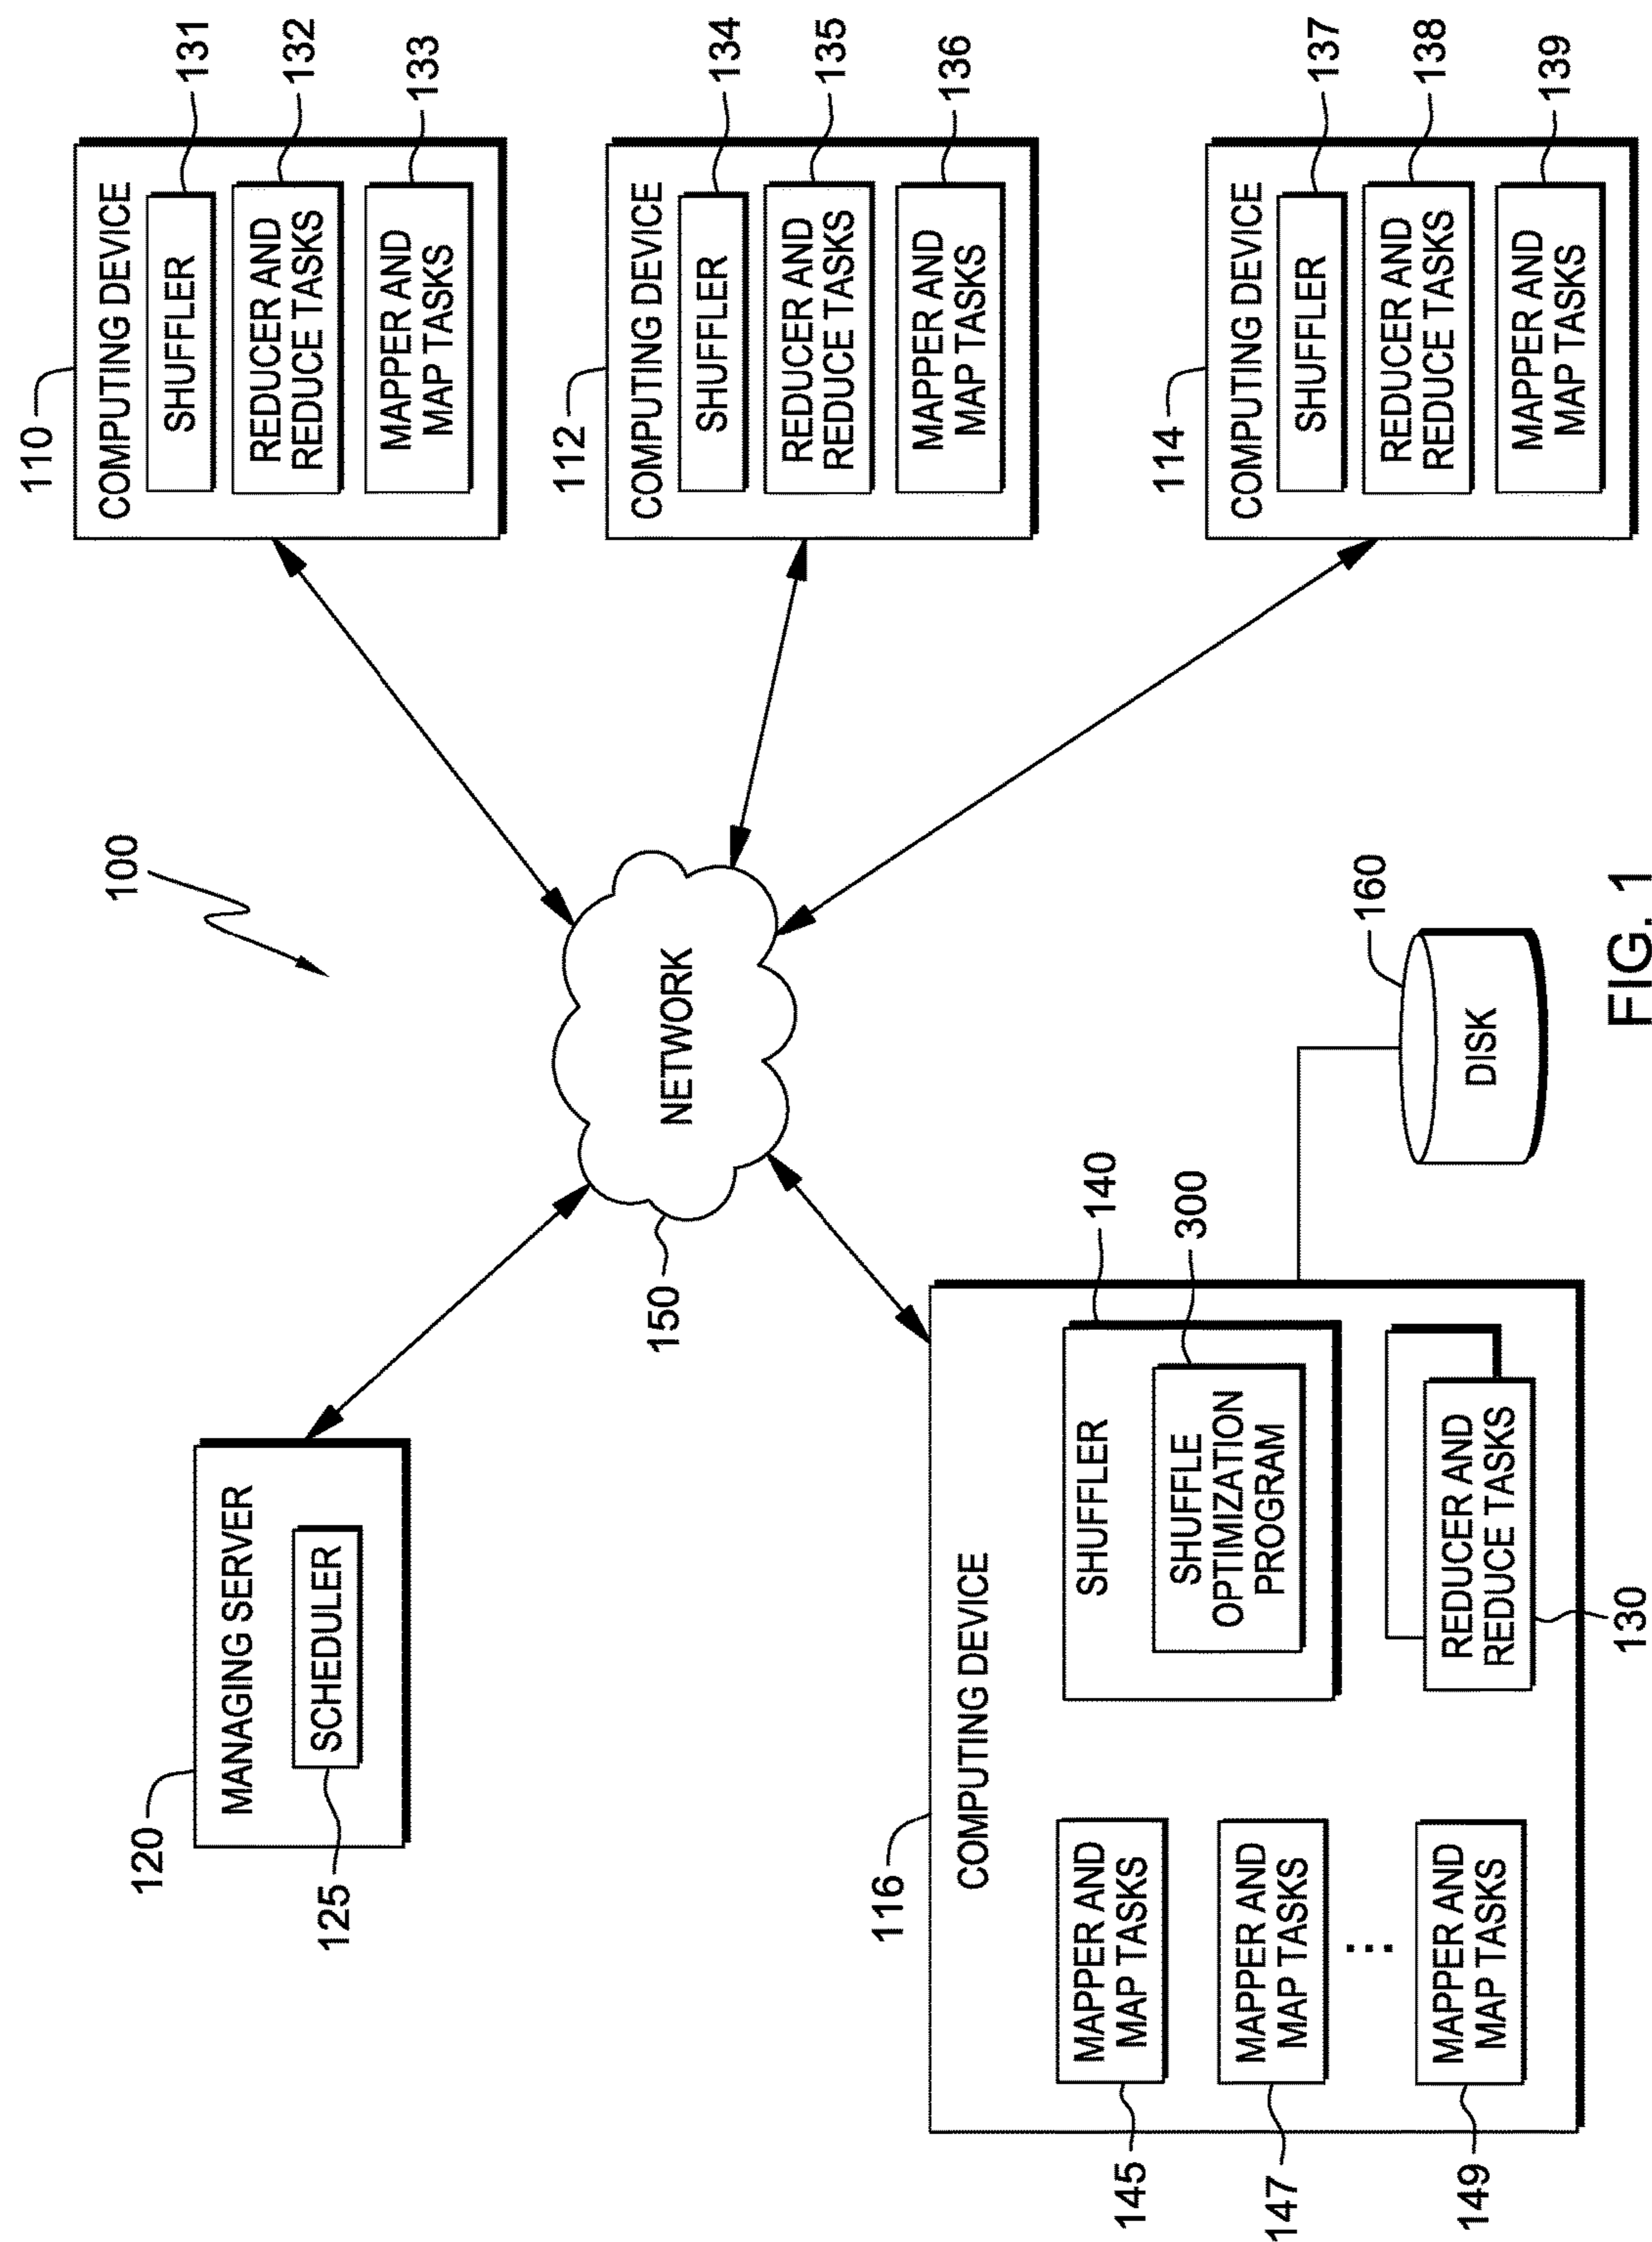 100
120
MANAGING SERVER
125
SCHEDULER
150
NETWORK
110
COMPUTING DEVICE
SHUFFLER
131
REDUCER AND
REDUCE TASKS
132
MAPPER AND
MAP TASKS
133
112
COMPUTING DEVICE
SHUFFLER
134
REDUCER AND
REDUCE TASKS
135
MAPPER AND
MAP TASKS
136
114
COMPUTING DEVICE
SHUFFLER
137
REDUCER AND
REDUCE TASKS
138
MAPPER AND
MAP TASKS
139
116
COMPUTING DEVICE
145
MAPPER AND
MAP TASKS
147
MAPPER AND
MAP TASKS
...
149
MAPPER AND
MAP TASKS
SHUFFLER
140
SHUFFLE
OPTIMIZATION
PROGRAM
300
REDUCER AND
REDUCE TASKS
130
160
DISK
FIG. 1